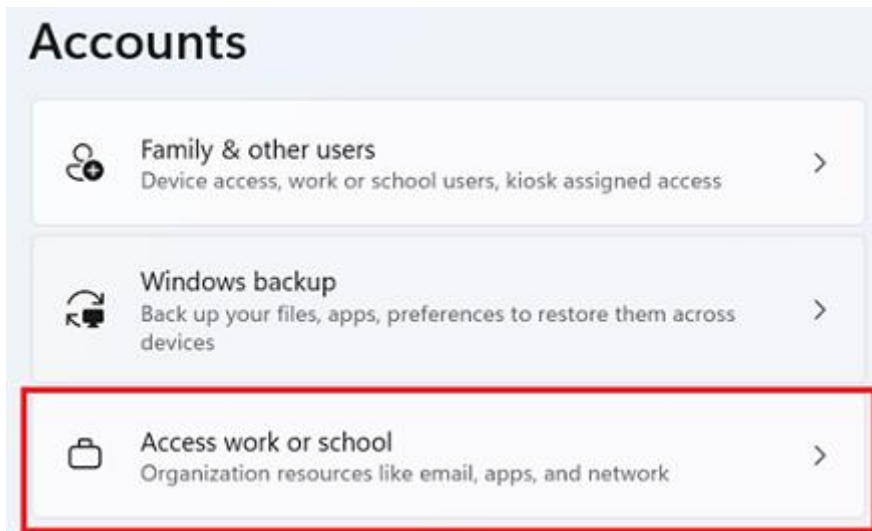 Accounts
Family & other users
Device access, work or school users, kiosk assigned access
Windows backup
Back up your files, apps, preferences to restore them across
devices
Access work or school
Organization resources like email, apps, and network